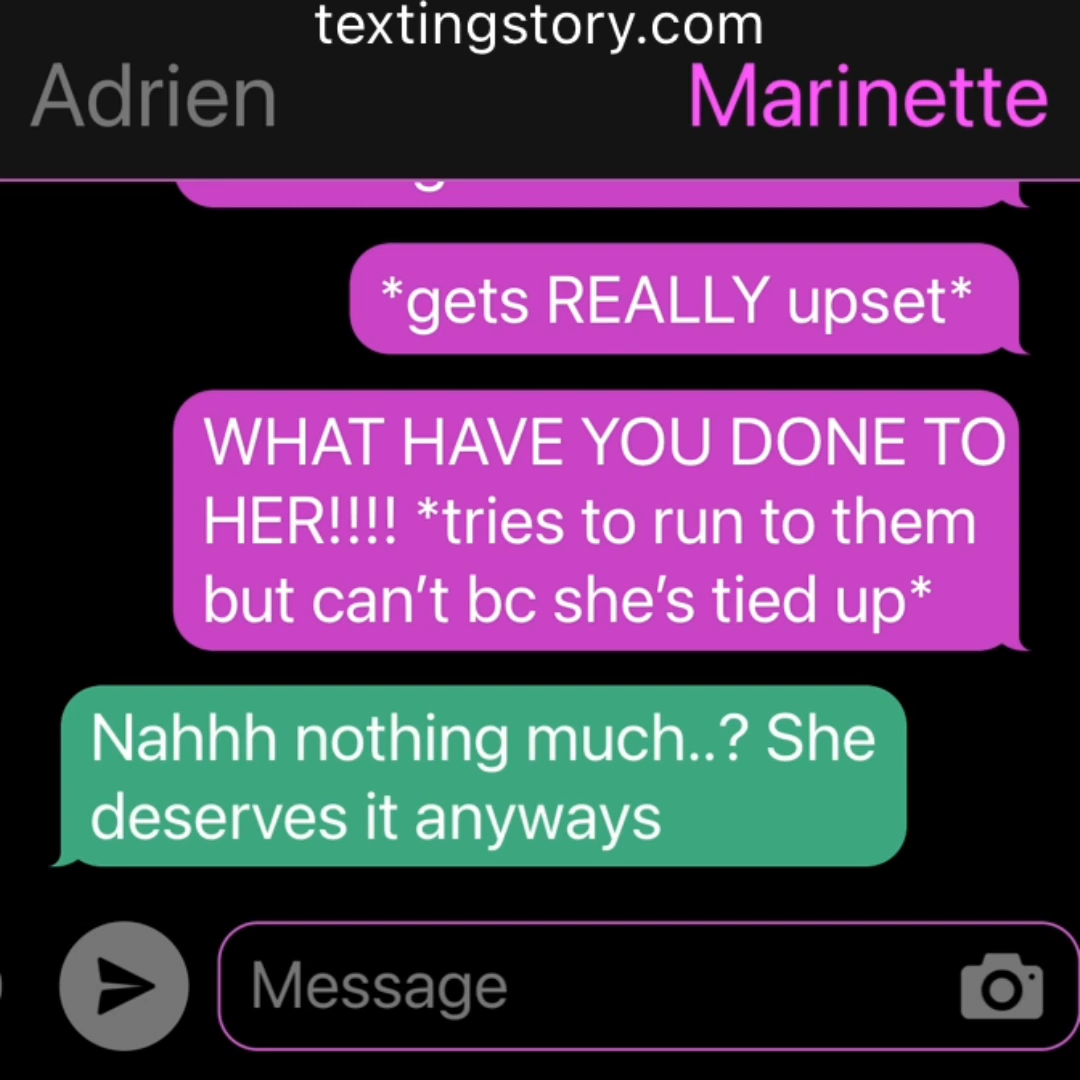 textingstory.com
Adrien
Marinette
*gets REALLY upset*
WHAT HAVE YOU DONE TO
HER!!!! *tries to run to them
but can’t bc she’s tied up*
Nahhh nothing much..? She
deserves it anyways
Message